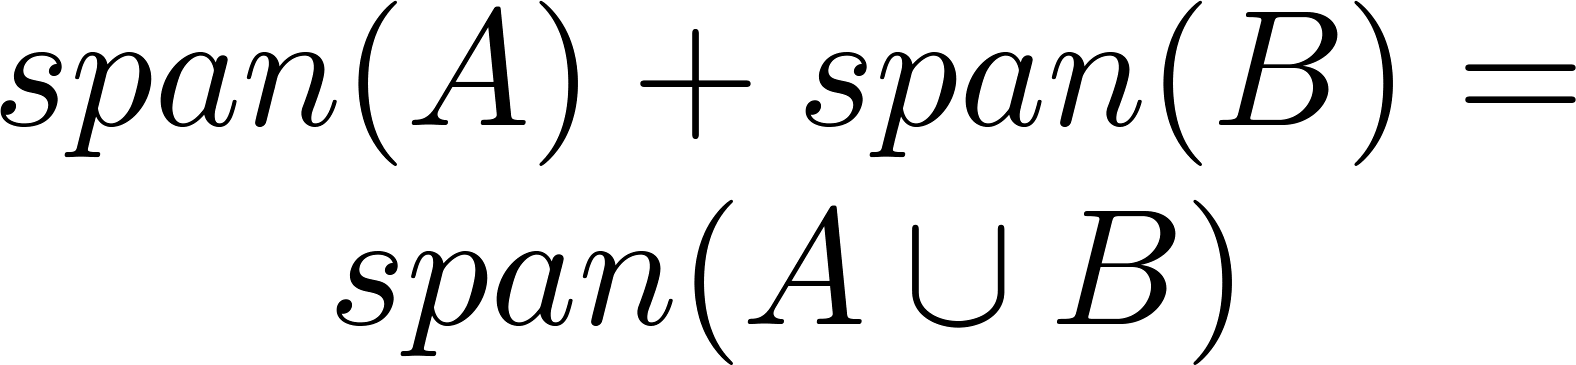 span(A) + span(B) =
span(A ∪ B)